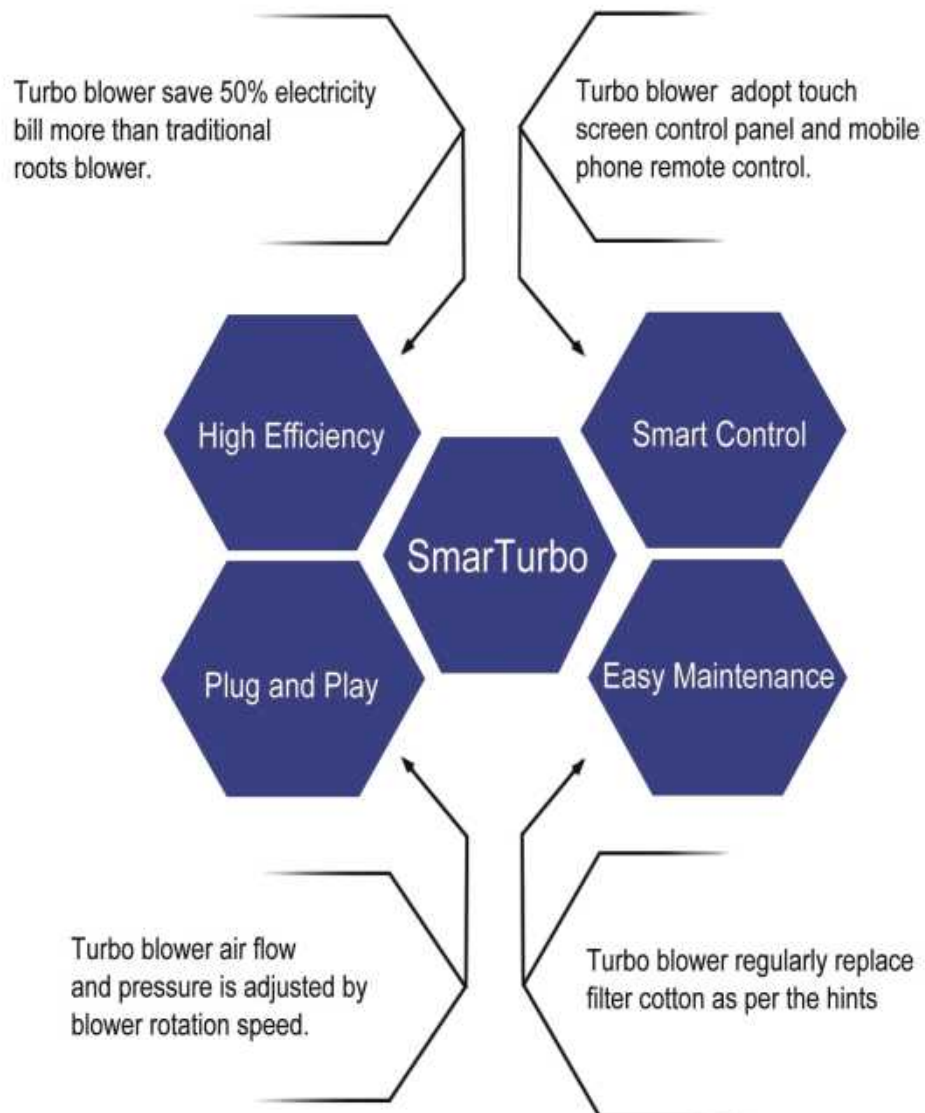 Turbo blower save 50% electricity
bill more than traditional
roots blower.
Turbo blower adopt touch
screen control panel and mobile
phone remote control.
High Efficiency
Smart Control
SmarTurbo
Plug and Play
Easy Maintenance
Turbo blower air flow
and pressure is adjusted by
blower rotation speed.
Turbo blower regularly replace
filter cotton as per the hints